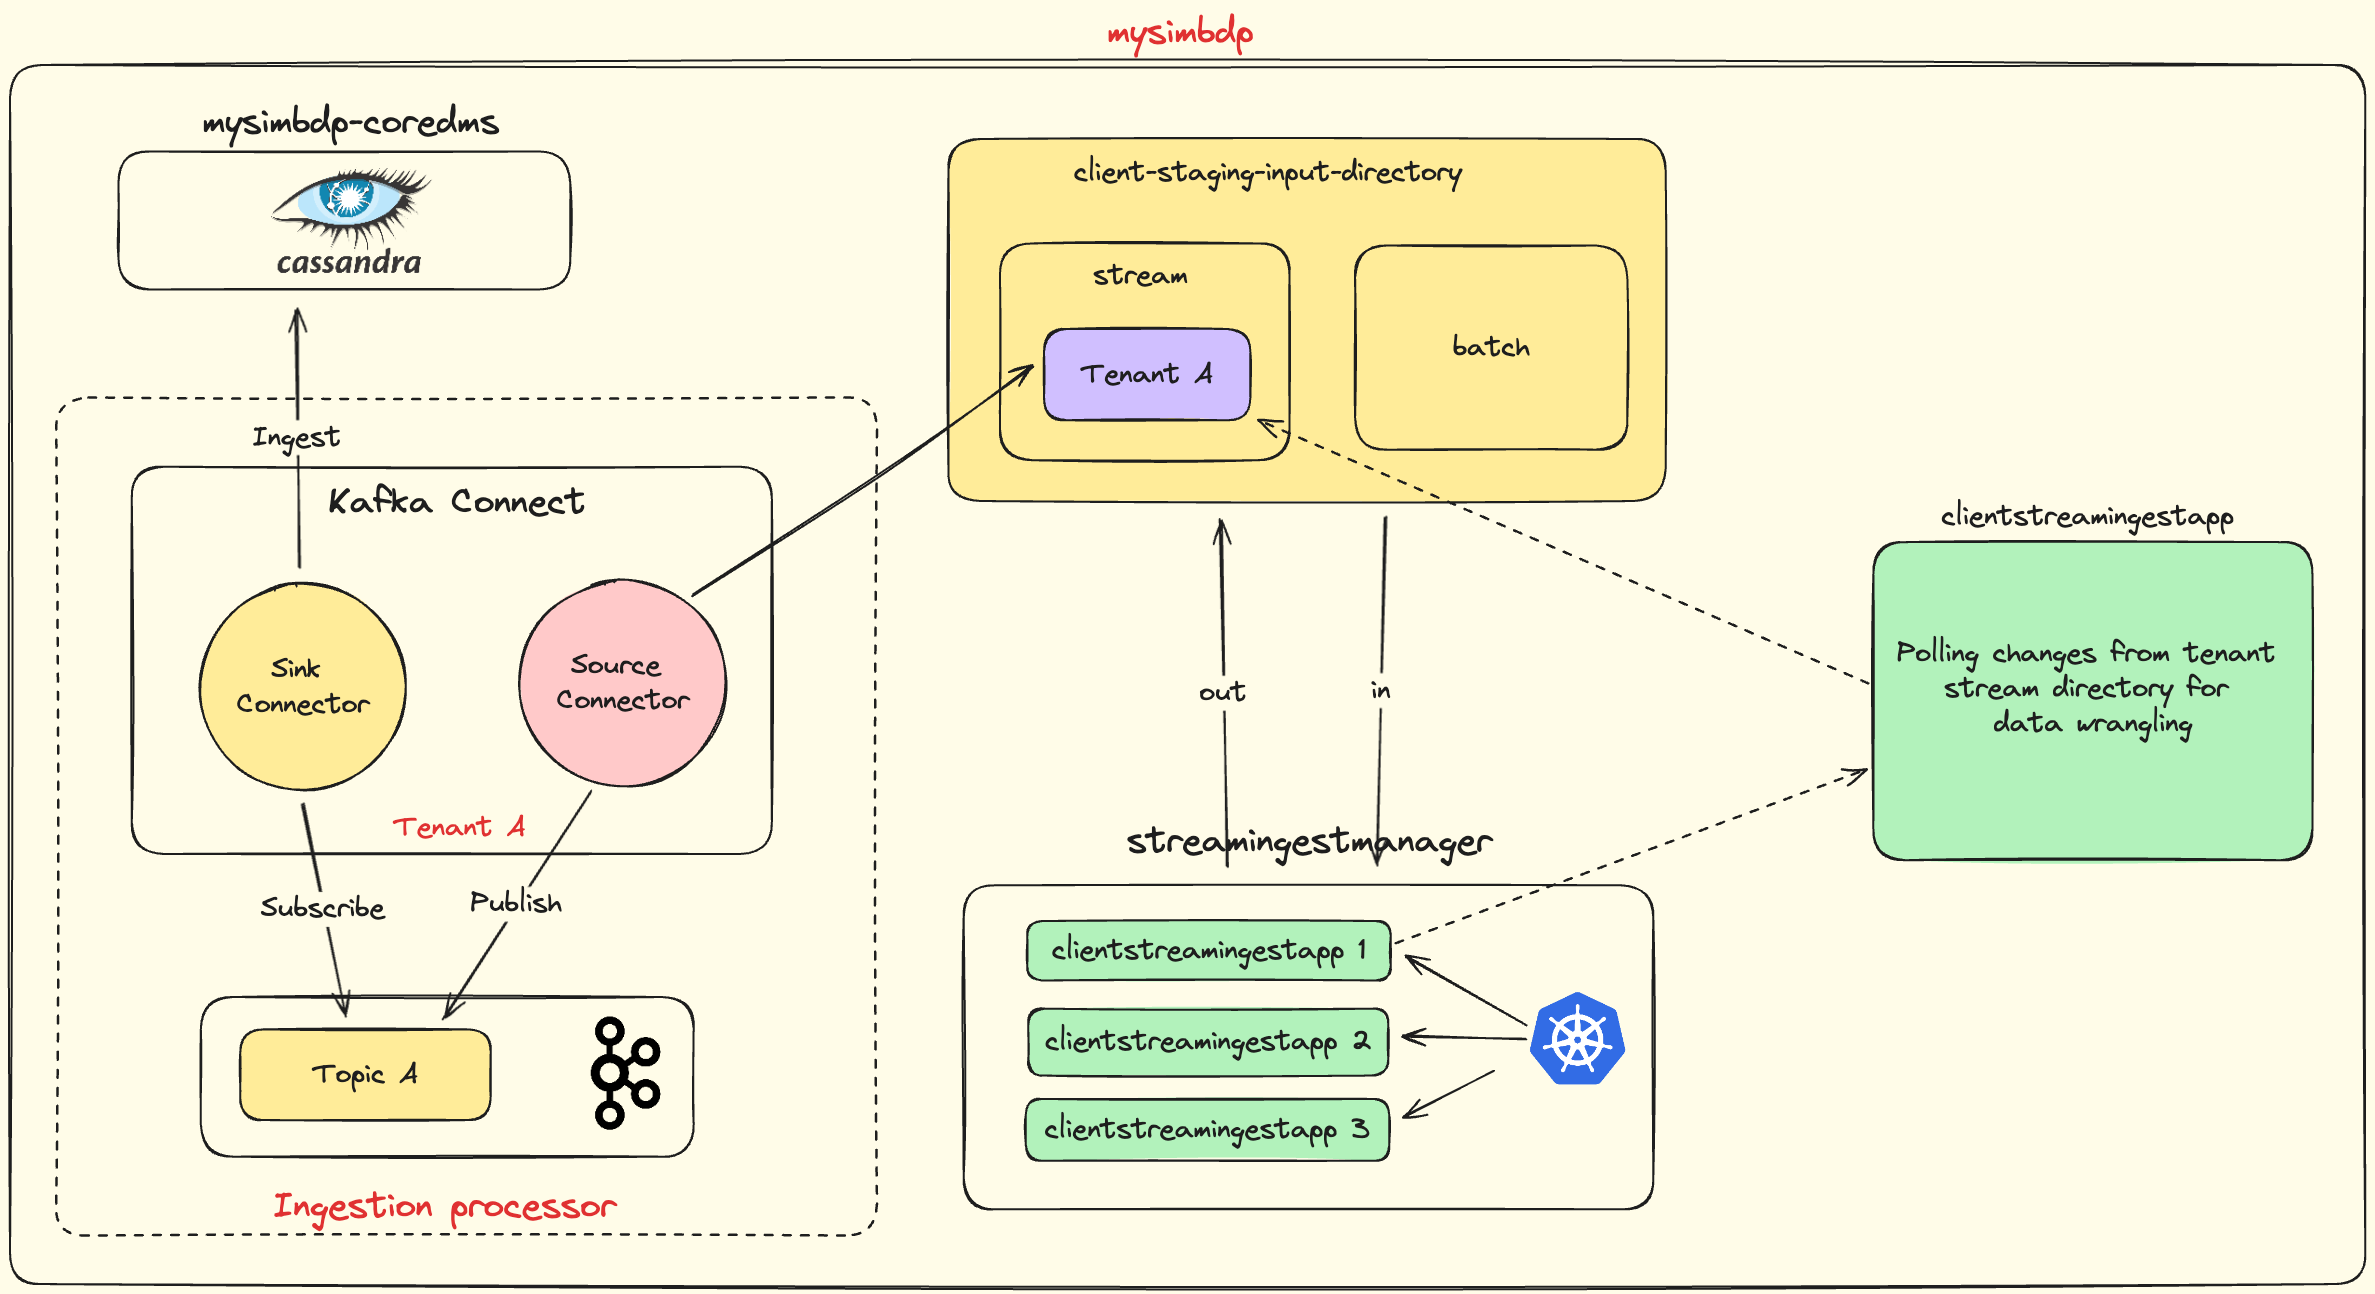 mysimbdp
mysimbdp-coredms
cassandra
Ingest
Kafka Connect
Sink
Connector
Source
Connector
Tenant A
Subscribe
Publish
Topic A
Ingestion processor
client-staging-input-directory
stream
Tenant A
batch
out
in
streamingestmanager
clientstreamingestapp 1
clientstreamingestapp 2
clientstreamingestapp 3
clientstreamingestapp
Polling changes from tenant
stream directory for
data wrangling